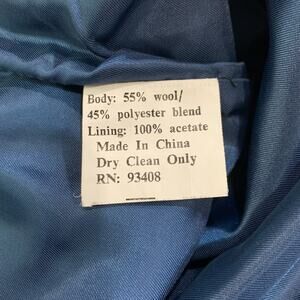 Body: 55% wool/
45% polyester blend
Lining: 100% acetate
Made In China
Dry Clean Only
RN: 93408